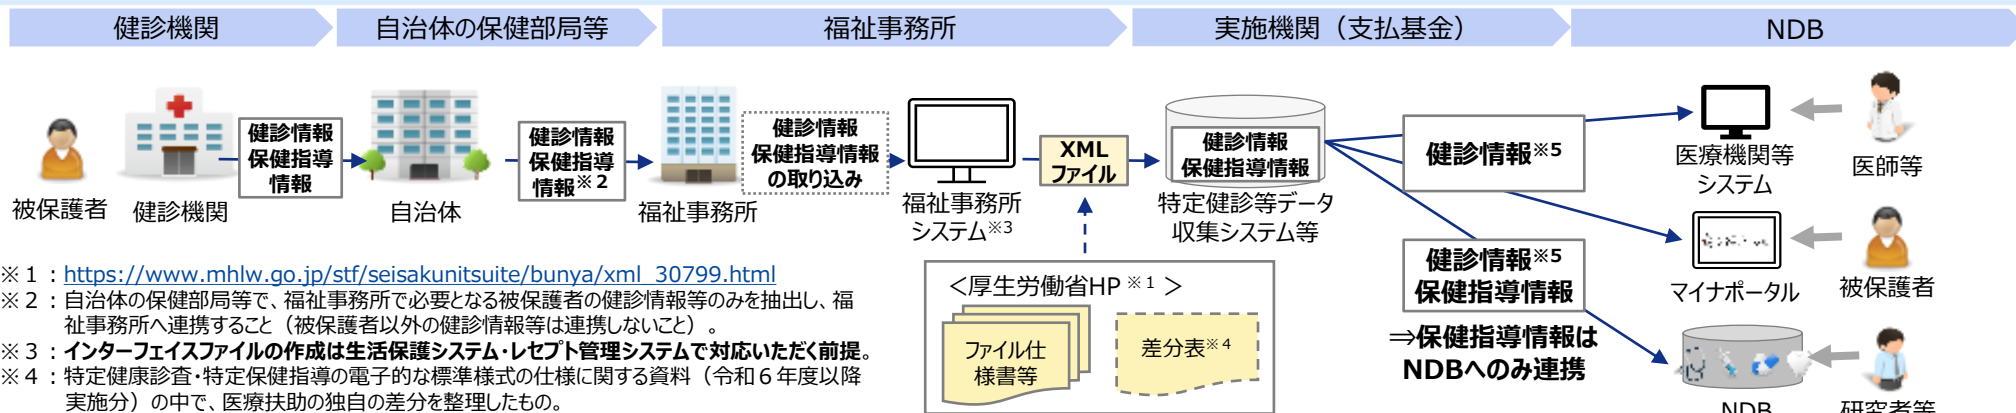 健診機関
自治体の保健部局等
福祉事務所
実施機関（支払基金）
NDB
被保護者
健診機関
健診情報
保健指導
情報
自治体
健診情報
保健指導
情報※2
福祉事務所
健診情報
保健指導情報
の取り込み
福祉事務所
システム※3
XML
ファイル
健診情報
保健指導情報
特定健診等データ
収集システム等
健診情報※5
医療機関等
システム
医師等
健診情報※5
保健指導情報
⇒保健指導情報は
NDBへのみ連携
マイナポータル
被保護者
NDB
研究者等
＜厚生労働省HP※1＞
ファイル仕
様書等
差分表※4
※1：https://www.mhlw.go.jp/stf/seisakunitsuite/bunya/xml_30799.html
※2：自治体の保健部局等で、福祉事務所で必要となる被保護者の健診情報等のみを抽出し、福
祉事務所へ連携すること（被保護者以外の健診情報等は連携しないこと）。
※3：インターフェイスファイルの作成は生活保護システム・レセプト管理システムで対応いただく前提。
※4：特定健康診査・特定保健指導の電子的な標準様式の仕様に関する資料（令和６年度以降
実施分）の中で、医療扶助の独自の差分を整理したもの。